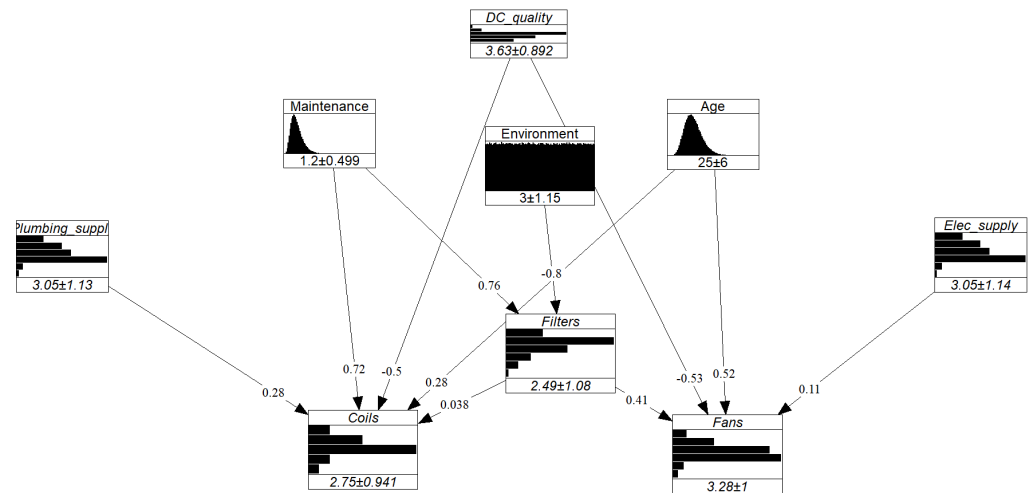 DC_quality
3.63±0.892
Maintenance
1.2±0.499
Environment
3±1.15
Age
25±6
Plumbing_suppl
3.05±1.13
Elec_supply
3.05±1.14
-0.8
0.76
Filters
2.49±1.08
0.28
0.72
-0.5
0.28
0.038
0.41
-0.53
0.52
0.11
Coils
2.75±0.941
Fans
3.28±1